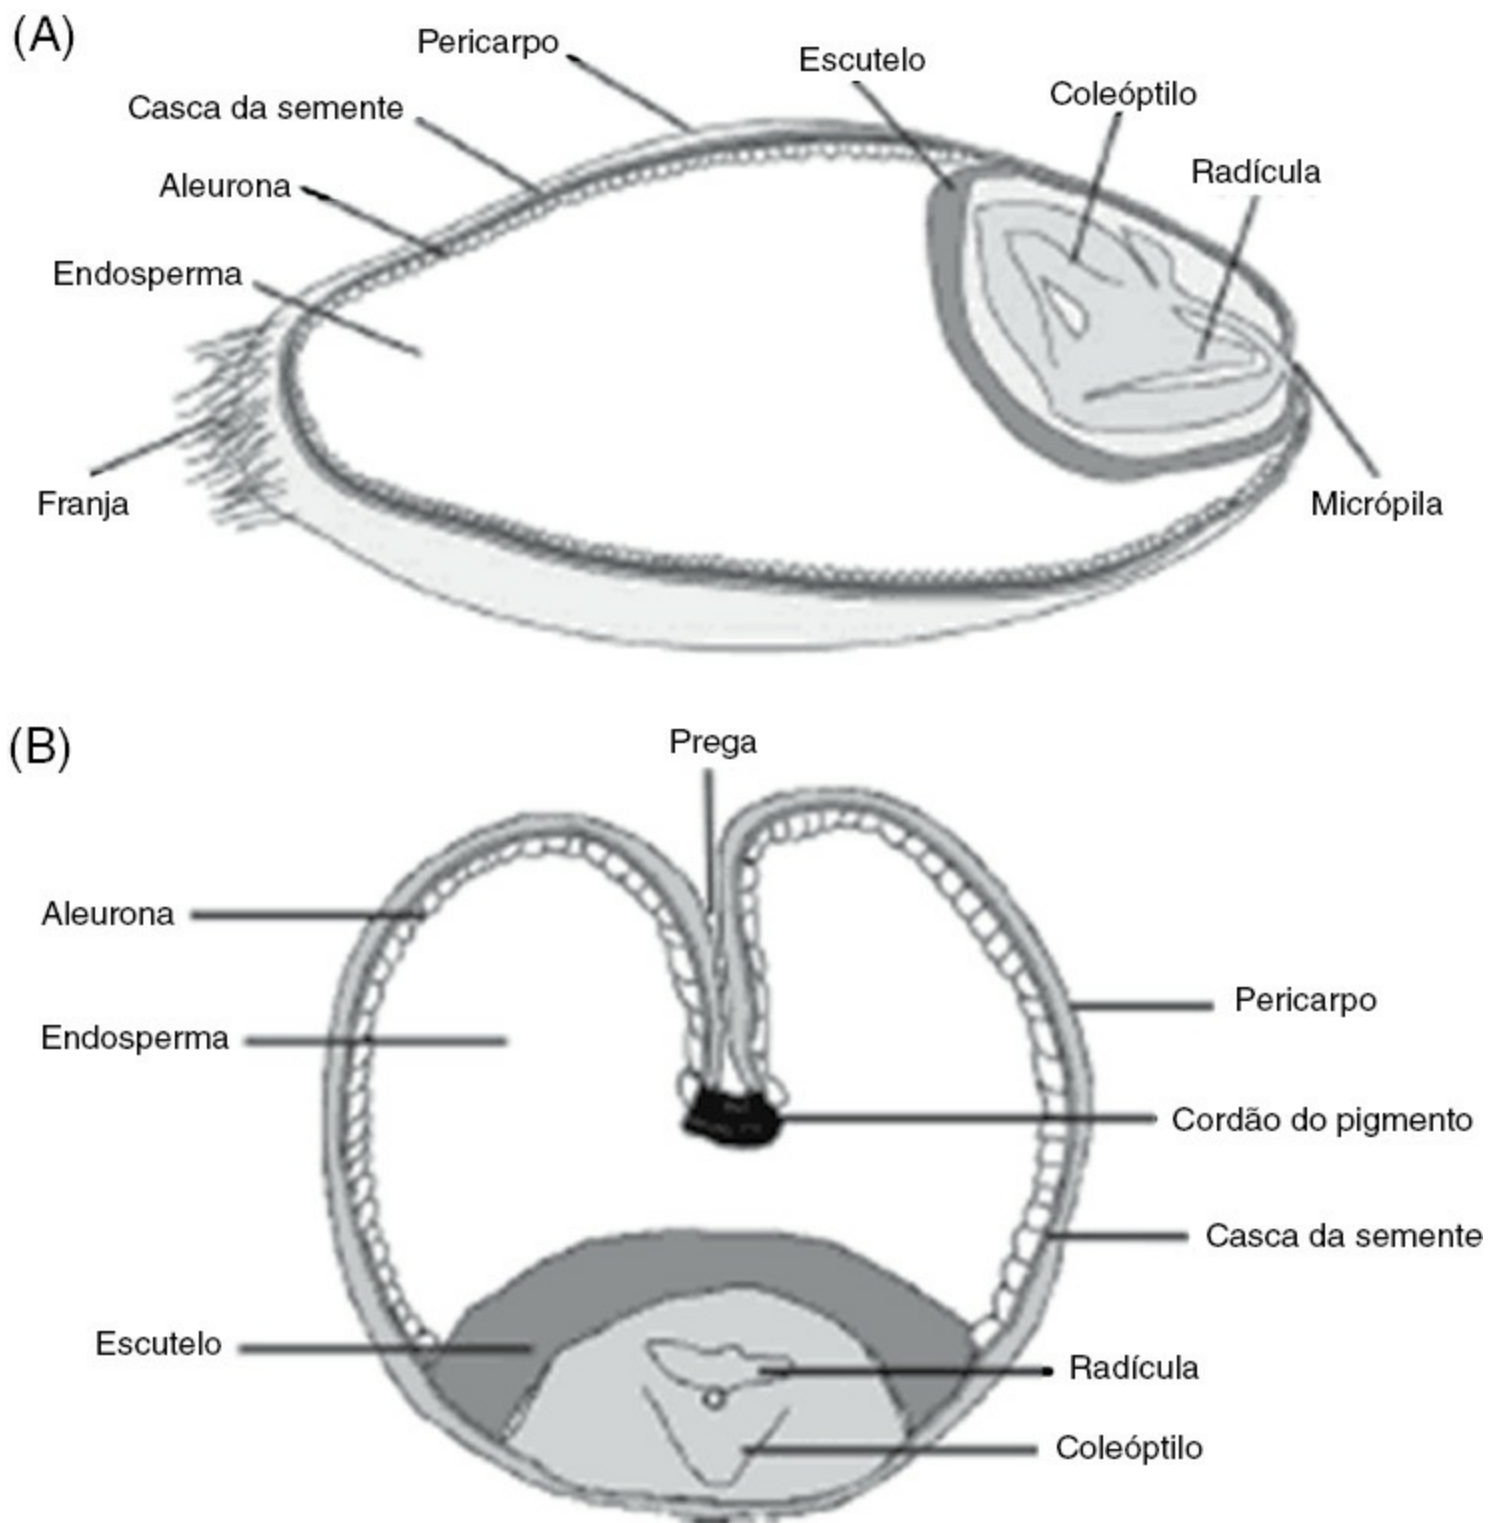 (A)
Pericarpo
Escutelo
Coleóptilo
Casca da semente
Radícula
Aleurona
Endosperma
Franja
Micrópila
(B)
Prega
Aleurona
Pericarpo
Endosperma
Cordão do pigmento
Casca da semente
Escutelo
Radícula
Coleóptilo